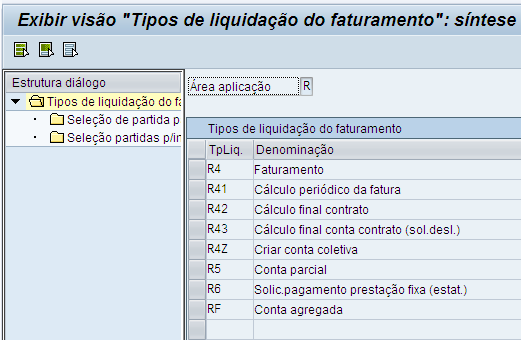 Exibir visão "Tipos de liquidação do faturamento": síntese
Estrutura diálogo
Tipos de liquidação do fa
Seleção de partida p
Seleção partidas p/in
Área aplicação R
Tipos de liquidação do faturamento
TpLiq. Denominação
R4 Faturamento
R41 Cálculo periódico da fatura
R42 Cálculo final contrato
R43 Cálculo final conta contrato (sol.desl.)
R4Z Criar conta coletiva
R5 Conta parcial
R6 Solic.pagamento prestação fixa (estat.)
RF Conta agregada